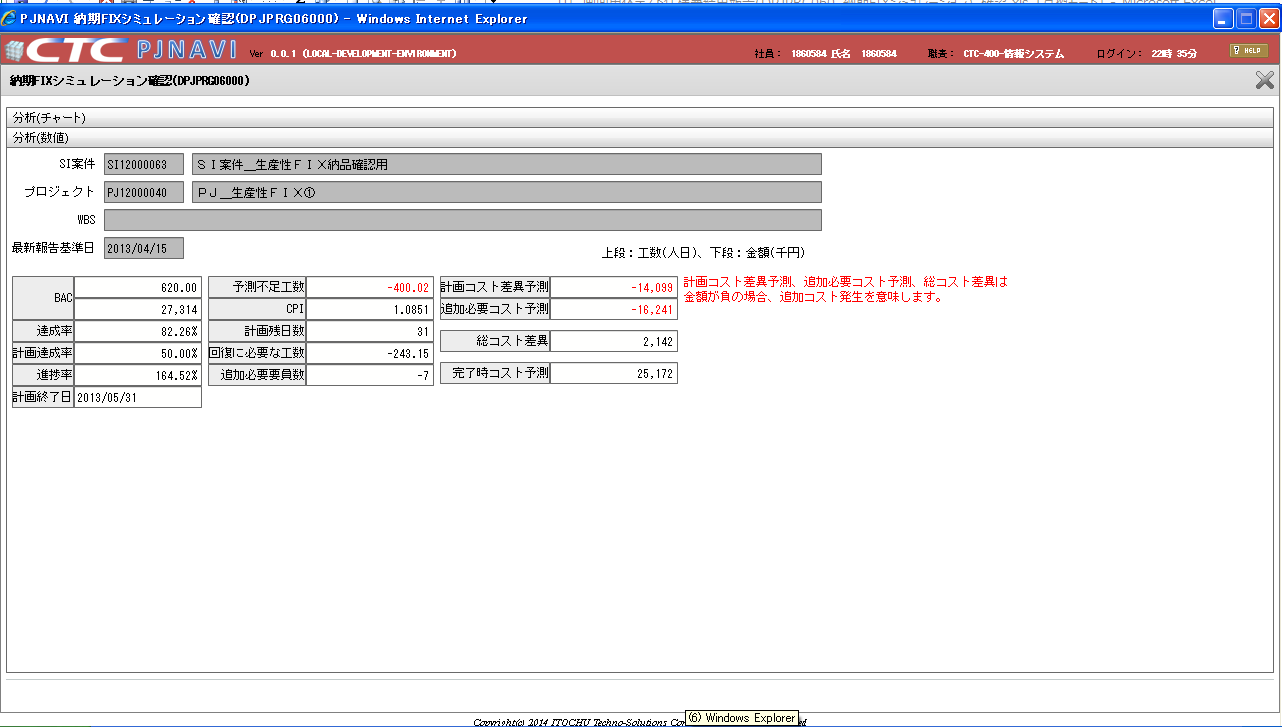 PJNAVI 納期FIXシミュレーション確認(DPJPRG06000) - Windows Internet Explorer
CTC PJNAVI Ver 0.0.1 (LOCAL-DEVELOPMENT-ENVIRONMENT) 社員: 1860584 氏名 1860584 職責: CTC-400-情報システム ログイン: 22時 35分 HELP
納期FIXシミュレーション確認(DPJPRG06000)
分析(チャート)
分析(数値)
SI案件 SI12000063 SI案件__生産性FIX納品確認用
プロジェクト PJ12000040 PJ__生産性FIX①
WBS
最新報告基準日 2013/04/15
上段:工数(人日)、下段:金額(千円)
BAC 620.00
27,314
達成率 82.26%
計画達成率 50.00%
進捗率 164.52%
計画終了日 2013/05/31
予測不足工数 -400.02
CPI 1.0851
計画残日数 31
回復に必要な工数 -243.15
追加必要要員数 -7
計画コスト差異予測 -14,099
追加必要コスト予測 -16,241
総コスト差異 2,142
完了時コスト予測 25,172
計画コスト差異予測、追加必要コスト予測、総コスト差異は
金額が負の場合、追加コスト発生を意味します。
Copyright(c) 2014 ITOCHU Techno-Solutions
(6) Windows Explorer